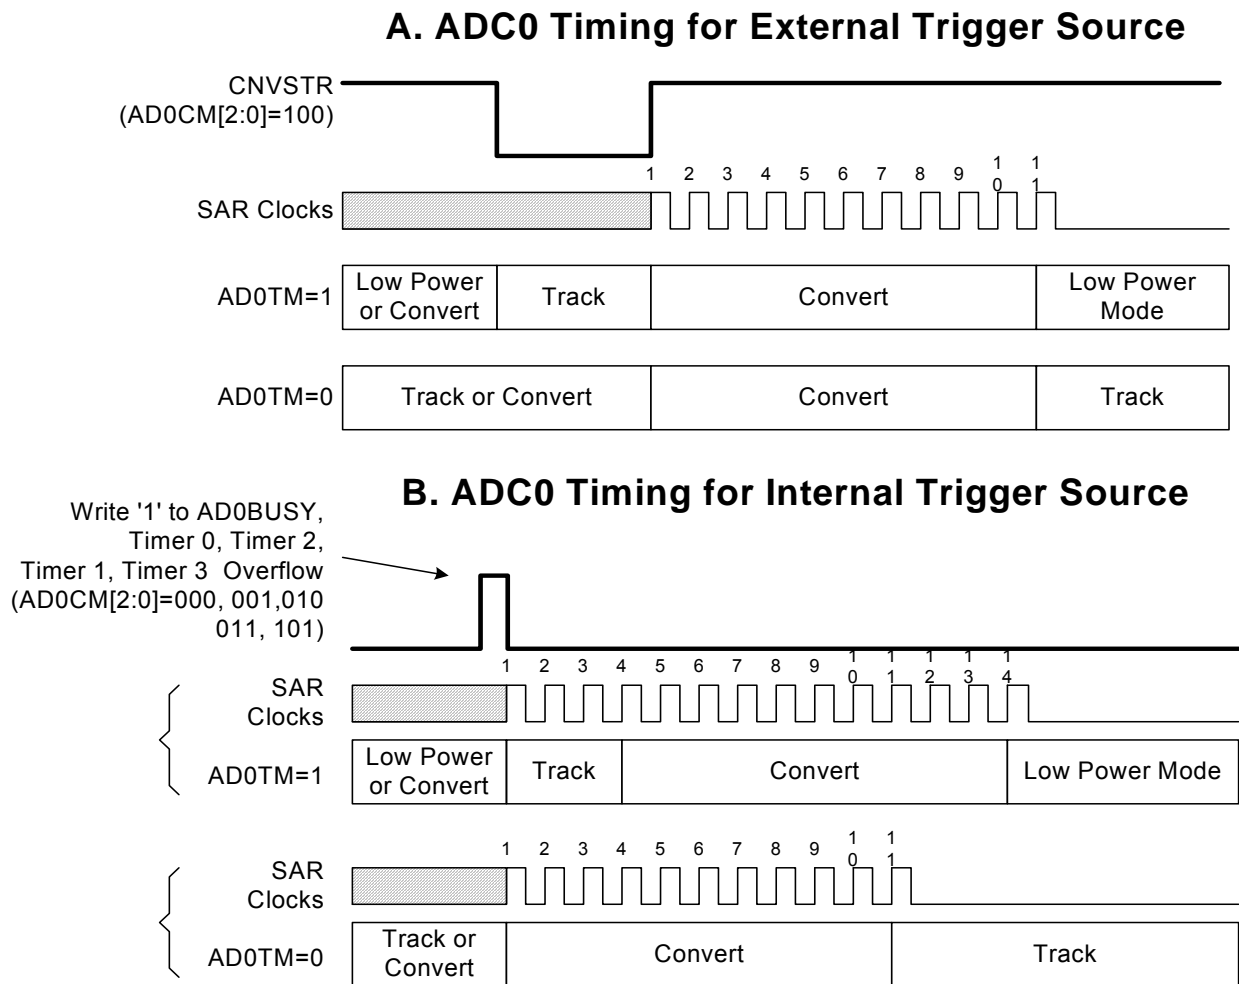 A. ADC0 Timing for External Trigger Source
CNVSTR
(AD0CM[2:0]=100)
1 2 3 4 5 6 7 8 9 10 11
SAR Clocks
AD0TM=1
Low Power
or Convert
Track
Convert
Low Power
Mode
AD0TM=0
Track or Convert
Convert
Track
B. ADC0 Timing for Internal Trigger Source
Write '1' to AD0BUSY,
Timer 0, Timer 2,
Timer 1, Timer 3 Overflow
(AD0CM[2:0]=000, 001,010
011, 101)
1 2 3 4 5 6 7 8 9 10 11 12 13 14
SAR
Clocks
AD0TM=1
Low Power
or Convert
Track
Convert
Low Power Mode
1 2 3 4 5 6 7 8 9 10 11
SAR
Clocks
AD0TM=0
Track or
Convert
Convert
Track